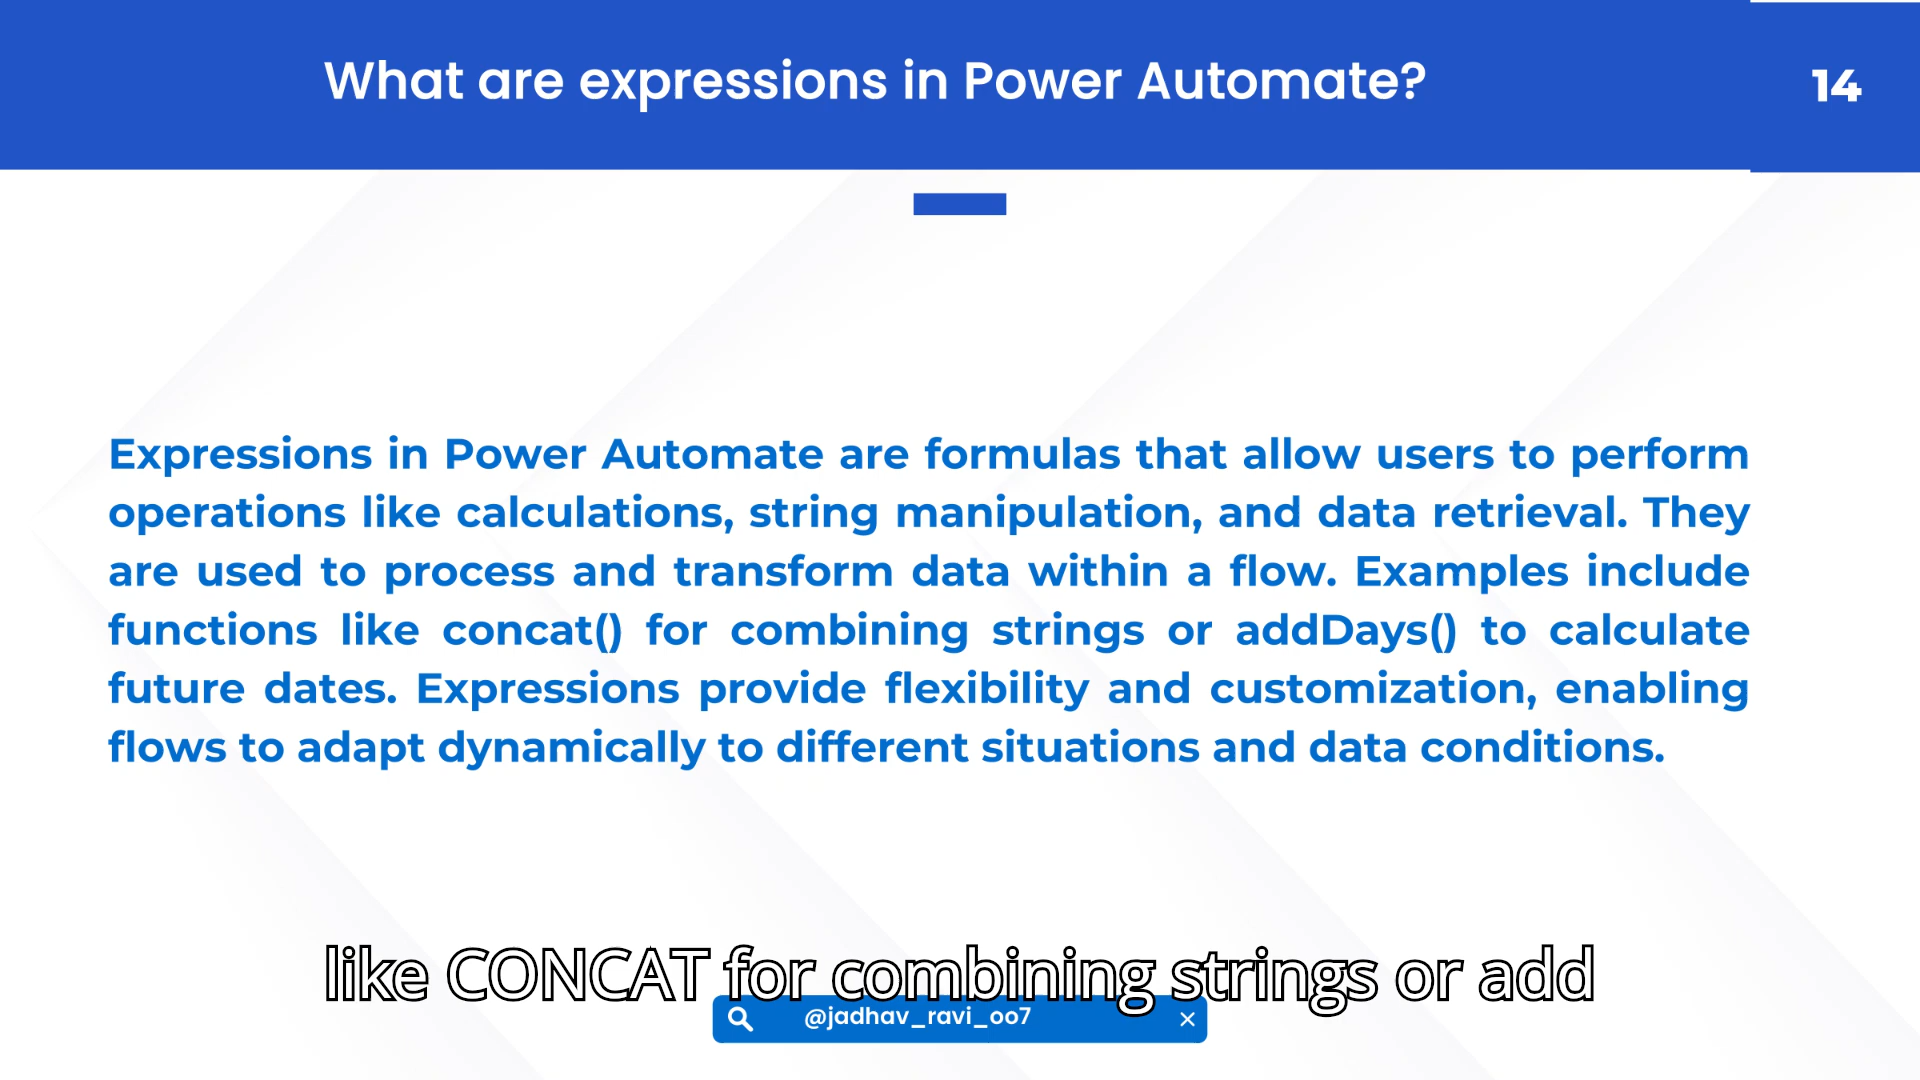 What are expressions in Power Automate?
14
Expressions in Power Automate are formulas that allow users to perform
operations like calculations, string manipulation, and data retrieval. They
are used to process and transform data within a flow. Examples include
functions like concat() for combining strings or addDays() to calculate
future dates. Expressions provide flexibility and customization, enabling
flows to adapt dynamically to different situations and data conditions.
like CONCAT for combining strings or add
@jadhav_ravi_oo7